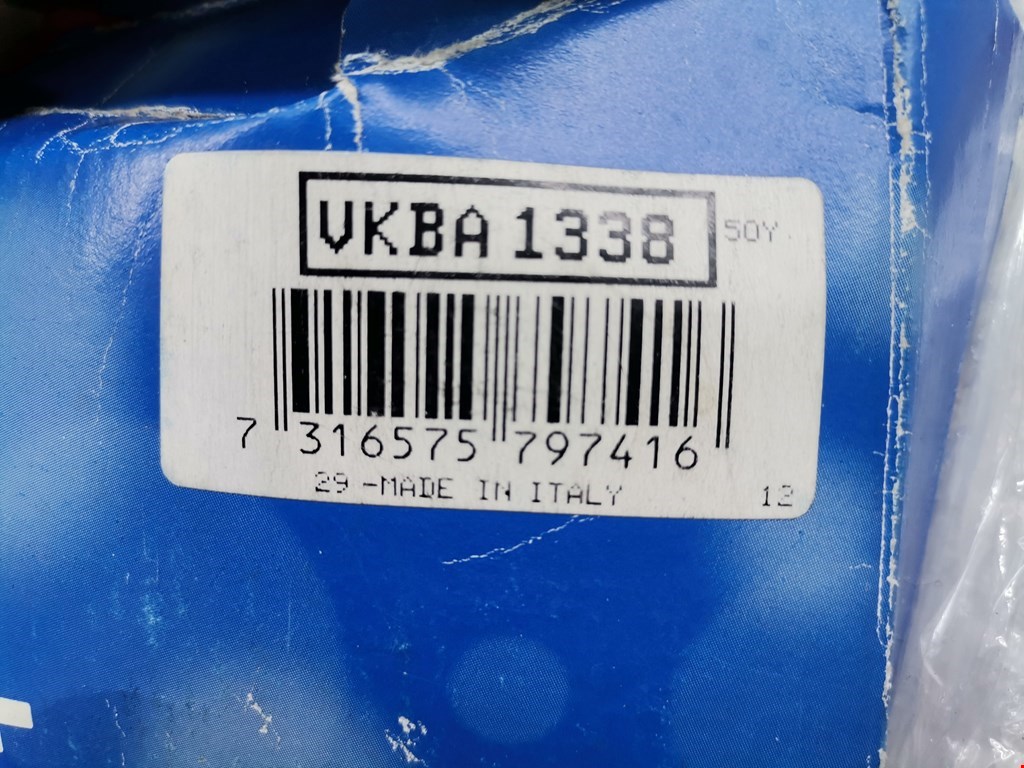 VKBA 1338
50Y
7 316575 797416
29 -MADE IN ITALY 12